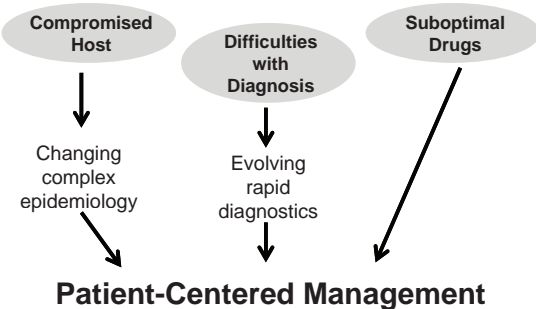 Compromised
Host
Difficulties
with
Diagnosis
Suboptimal
Drugs
Changing
complex
epidemiology
Evolving
rapid
diagnostics
Patient-Centered Management